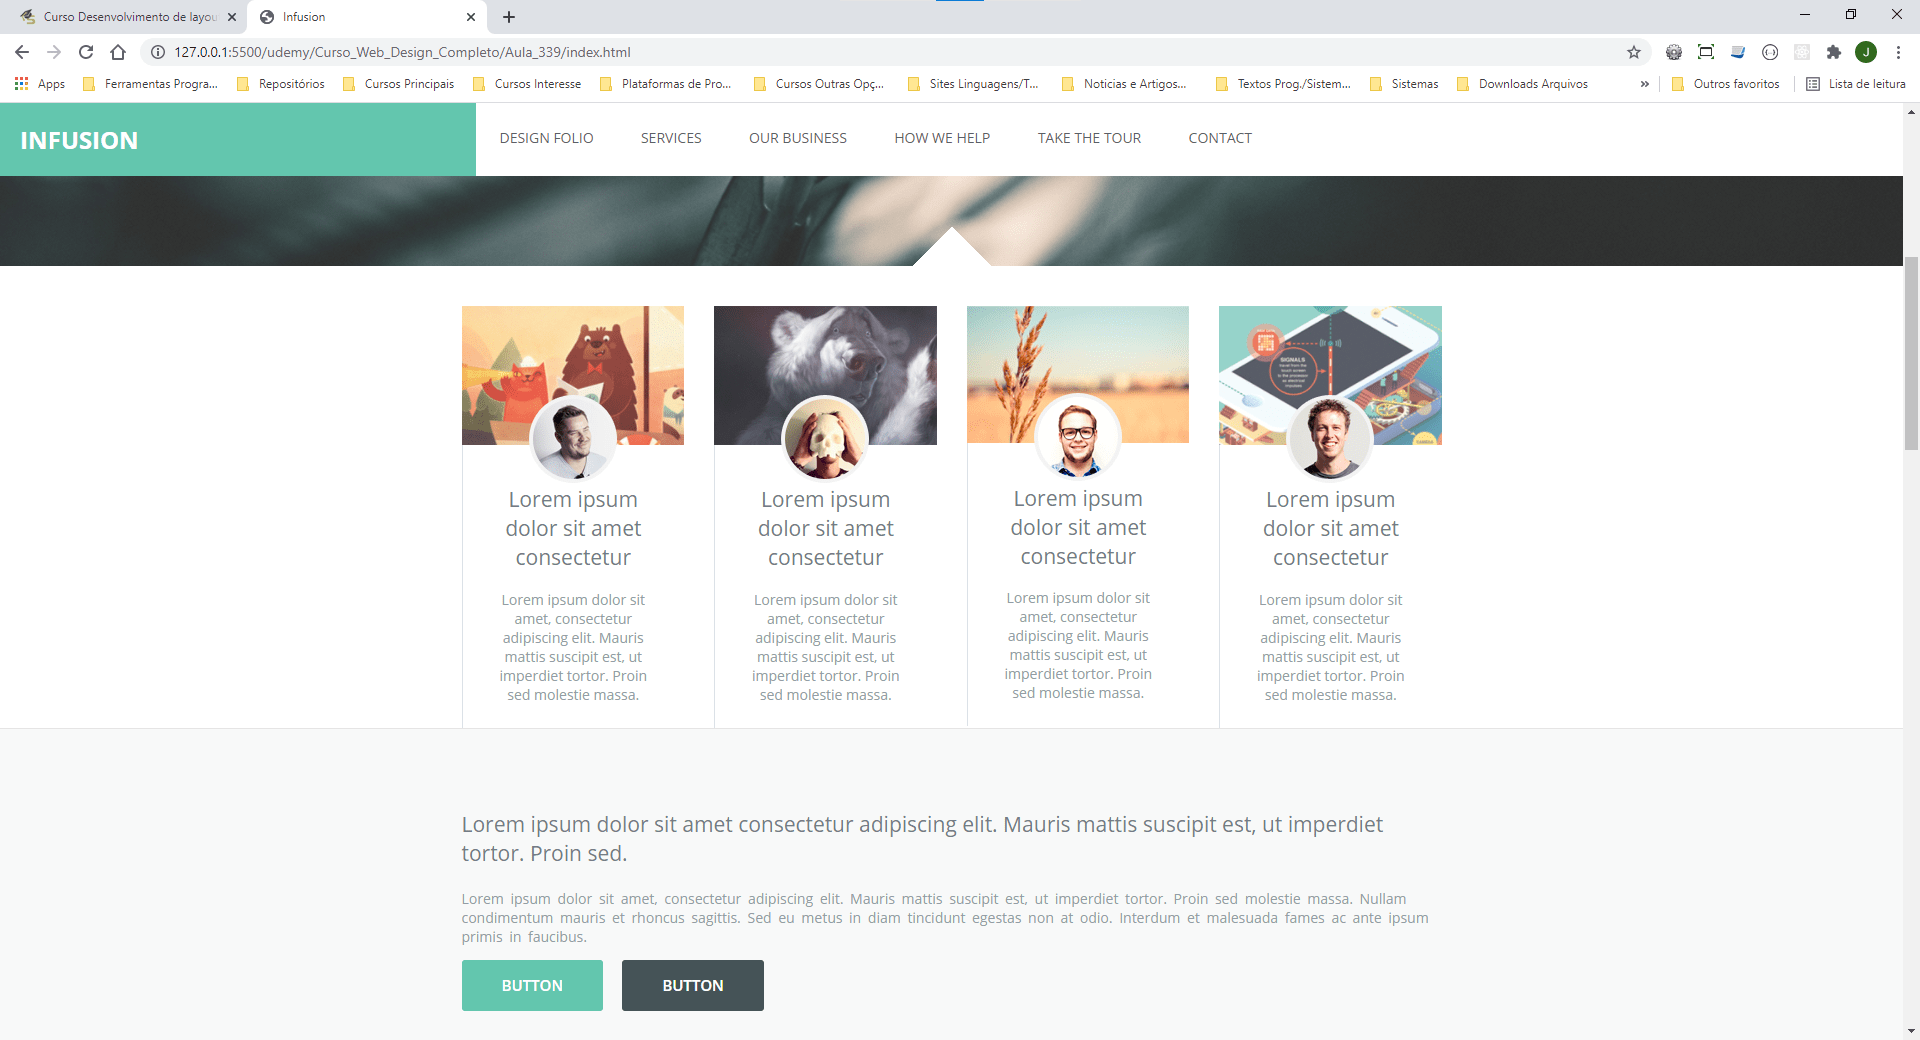 Curso Desenvolvimento de layou
Infusion
127.0.0.1:5500/udemy/Curso_Web_Design_Completo/Aula_339/index.html
J
Apps
Ferramentas Progra...
Repositórios
Cursos Principais
Cursos Interesse
Plataformas de Pro...
Cursos Outras Opç...
Sites Linguagens/T...
Noticias e Artigos...
Textos Prog./Sistem...
Sistemas
Downloads Arquivos
»
Outros favoritos
Lista de leitura
INFUSION
DESIGN FOLIO
SERVICES
OUR BUSINESS
HOW WE HELP
TAKE THE TOUR
CONTACT
SIGNALS
Lorem ipsum
dolor sit amet
consectetur
Lorem ipsum dolor sit
amet, consectetur
adipiscing elit. Mauris
mattis suscipit est, ut
imperdiet tortor. Proin
sed molestie massa.
Lorem ipsum
dolor sit amet
consectetur
Lorem ipsum dolor sit
amet, consectetur
adipiscing elit. Mauris
mattis suscipit est, ut
imperdiet tortor. Proin
sed molestie massa.
Lorem ipsum
dolor sit amet
consectetur
Lorem ipsum dolor sit
amet, consectetur
adipiscing elit. Mauris
mattis suscipit est, ut
imperdiet tortor. Proin
sed molestie massa.
Lorem ipsum
dolor sit amet
consectetur
Lorem ipsum dolor sit
amet, consectetur
adipiscing elit. Mauris
mattis suscipit est, ut
imperdiet tortor. Proin
sed molestie massa.
Lorem ipsum dolor sit amet consectetur adipiscing elit. Mauris mattis suscipit est, ut imperdiet
tortor. Proin sed.
Lorem ipsum dolor sit amet, consectetur adipiscing elit. Mauris mattis suscipit est, ut imperdiet tortor. Proin sed molestie massa. Nullam
condimentum mauris et rhoncus sagittis. Sed eu metus in diam tincidunt egestas non at odio. Interdum et malesuada fames ac ante ipsum
primis in faucibus.
BUTTON
BUTTON